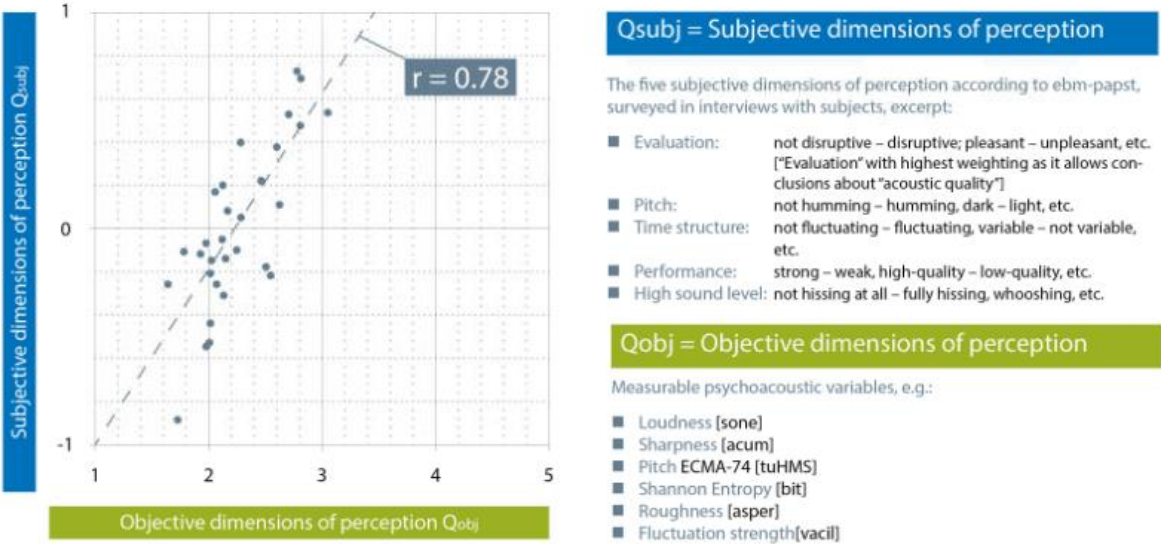 1
0
-1
1 2 3 4 5
r = 0.78
Subjective dimensions of perception Qsubj
Objective dimensions of perception Qobj
Qsubj = Subjective dimensions of perception
The five subjective dimensions of perception according to ebm-papst,
surveyed in interviews with subjects, excerpt:
Evaluation: not disruptive – disruptive; pleasant – unpleasant, etc.
["Evaluation" with highest weighting as it allows con-
clusions about "acoustic quality"]
Pitch: not humming – humming, dark – light, etc.
Time structure: not fluctuating – fluctuating, variable – not variable,
etc.
Performance: strong – weak, high-quality – low-quality, etc.
High sound level: not hissing at all – fully hissing, whooshing, etc.
Qobj = Objective dimensions of perception
Measurable psychoacoustic variables, e.g.:
Loudness [sone]
Sharpness [acum]
Pitch ECMA-74 [tuHMS]
Shannon Entropy [bit]
Roughness [asper]
Fluctuation strength[vacil]